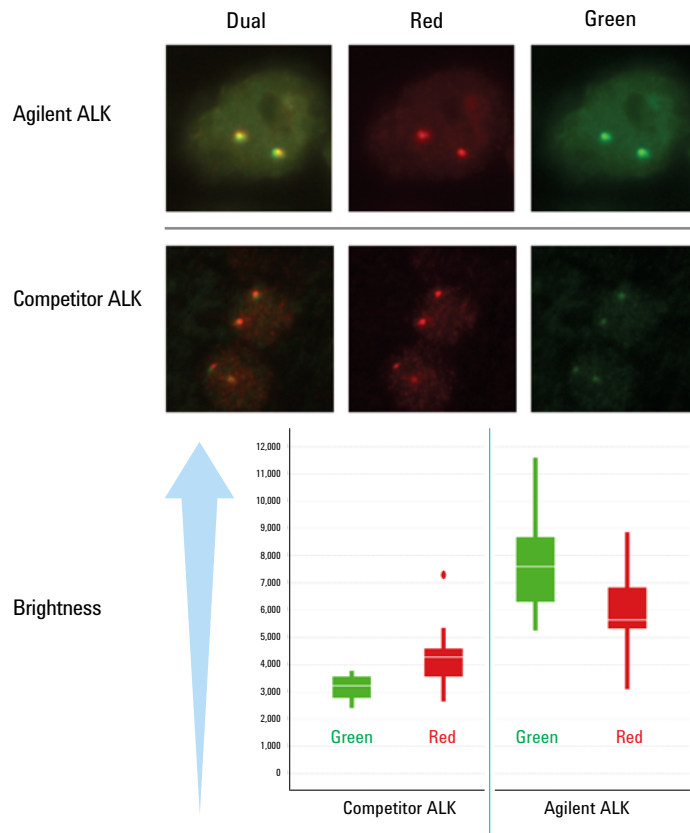 Dual Red Green
Agilent ALK
Competitor ALK
Brightness
12,000
11,000
10,000
9,000
8,000
7,000
6,000
5,000
4,000
3,000
2,000
1,000
0
Green Red Green Red
Competitor ALK Agilent ALK